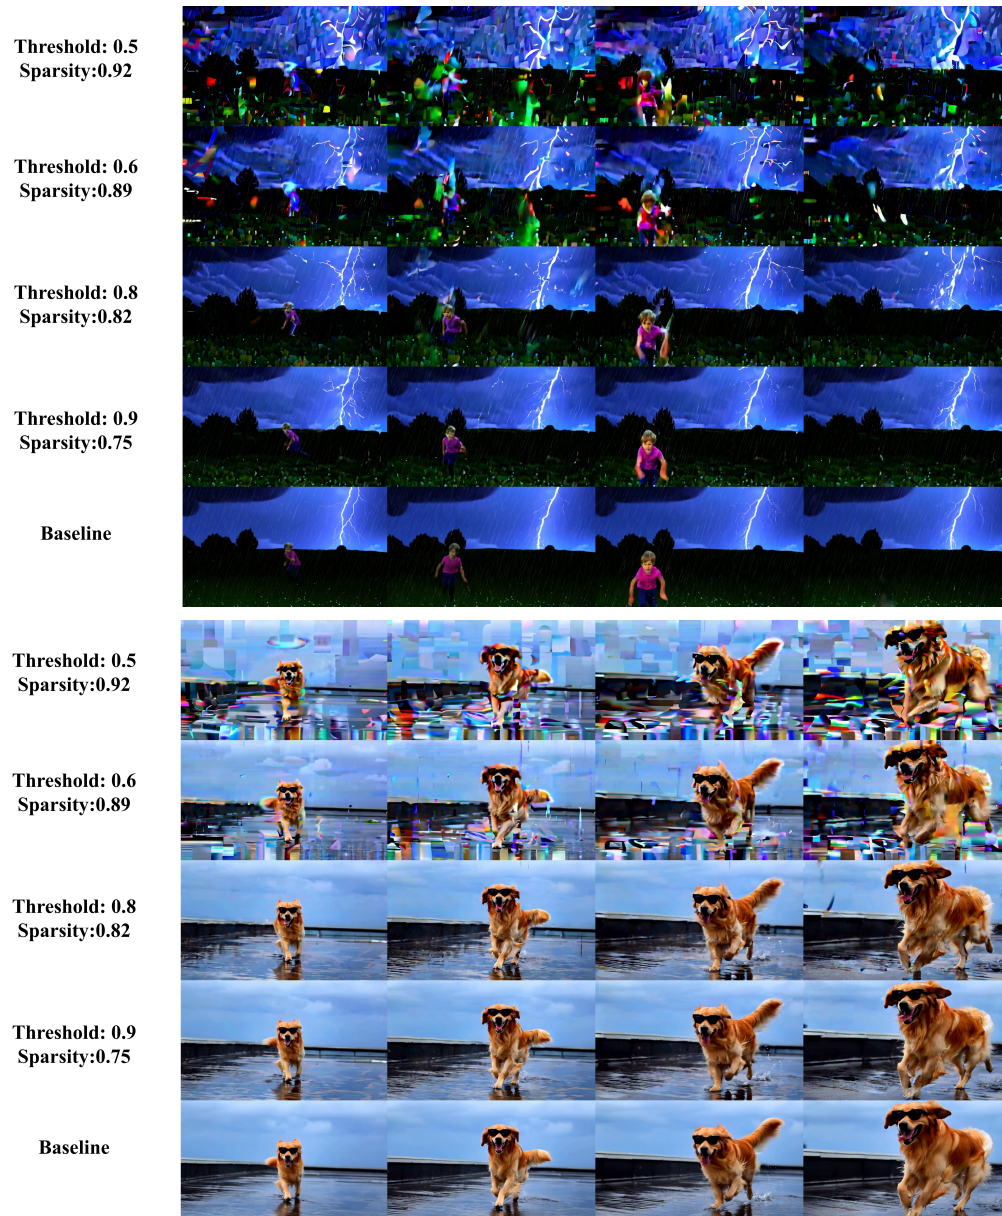 Threshold: 0.5
Sparsity:0.92
Threshold: 0.6
Sparsity:0.89
Threshold: 0.8
Sparsity:0.82
Threshold: 0.9
Sparsity:0.75
Baseline
Threshold: 0.5
Sparsity:0.92
Threshold: 0.6
Sparsity:0.89
Threshold: 0.8
Sparsity:0.82
Threshold: 0.9
Sparsity:0.75
Baseline